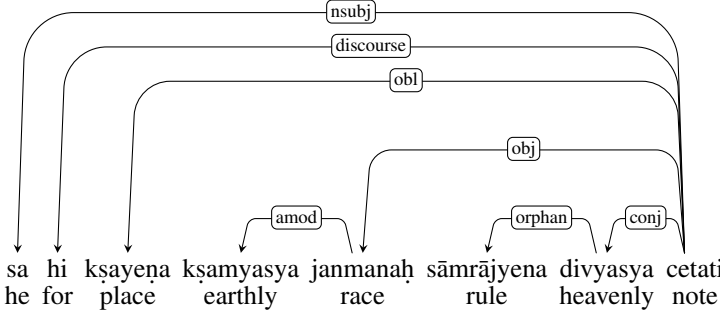 nsubj
discourse
obl
obj
amod
orphan
conj
sa hi kṣayeṇa kṣamyasya janmanaḥ sāmrājyena divyasya cetati
he for place earthly race rule heavenly note